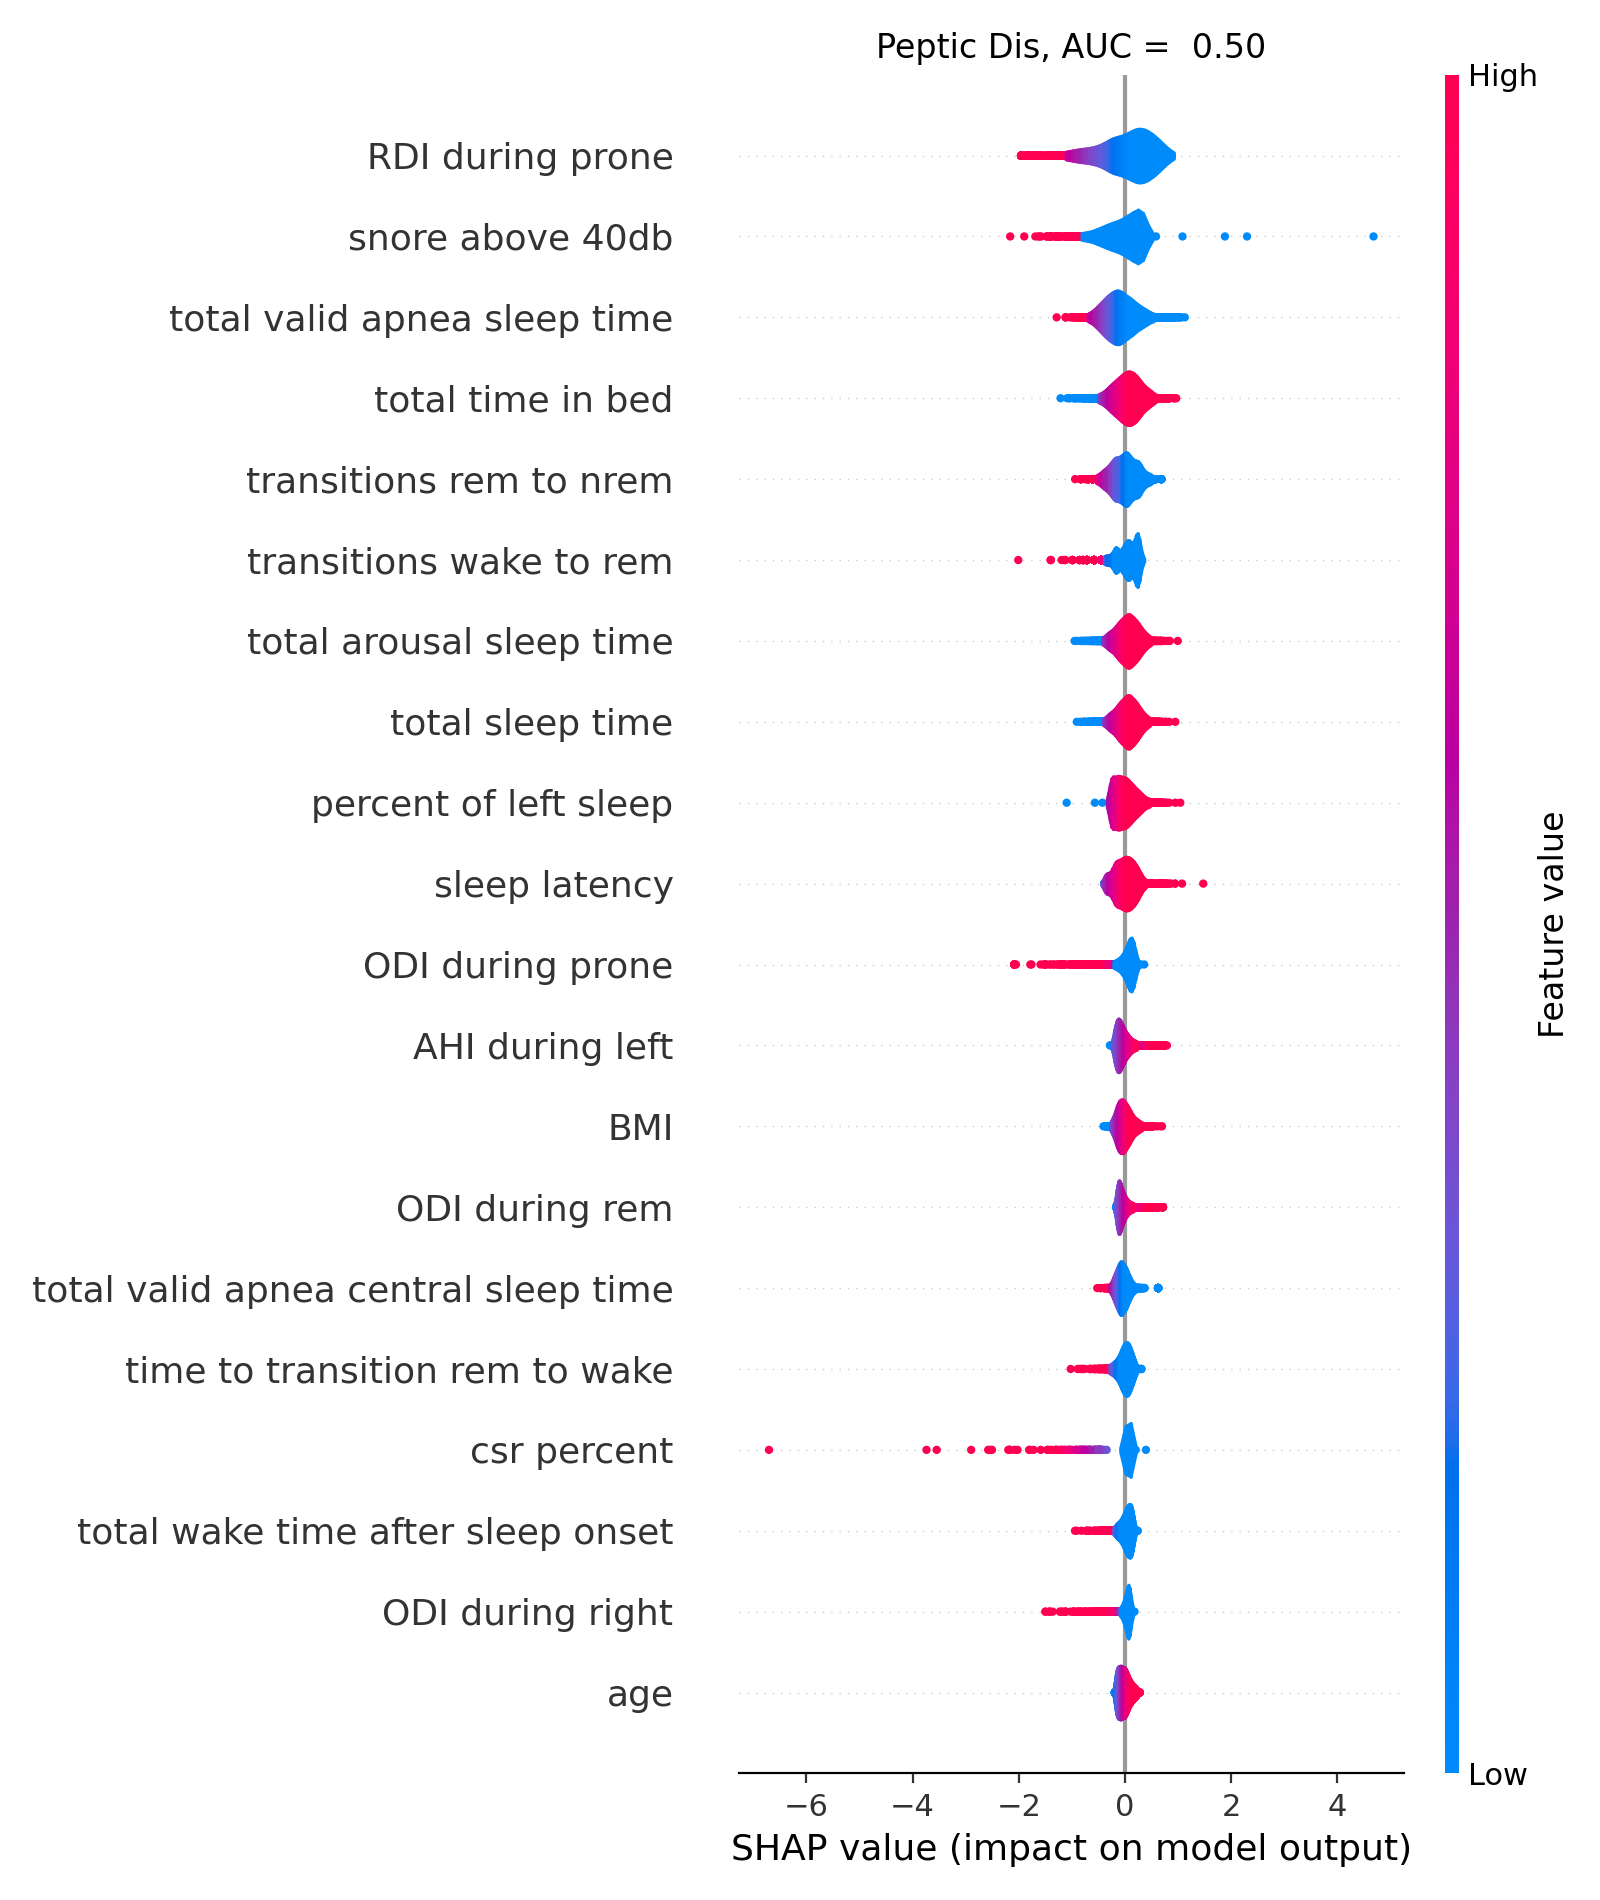 Peptic Dis, AUC =  0.50
High
RDI during prone
snore above 40db
total valid apnea sleep time
total time in bed
transitions rem to nrem
transitions wake to rem
total arousal sleep time
total sleep time
percent of left sleep
sleep latency
ODI during prone
AHI during left
BMI
ODI during rem
total valid apnea central sleep time
time to transition rem to wake
csr percent
total wake time after sleep onset
ODI during right
age
Feature value
Low
−6 −4 −2 0 2 4
SHAP value (impact on model output)